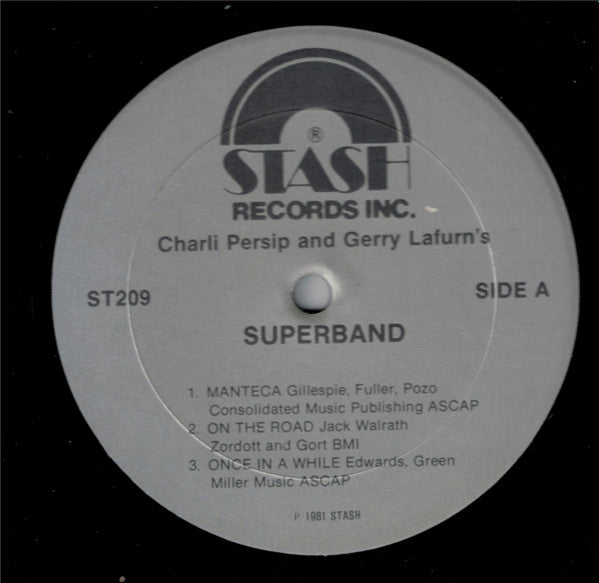 ®
STASH
RECORDS INC.
Charli Persip and Gerry Lafurn's
ST209
SIDE A
SUPERBAND
1. MANTECA Gillespie, Fuller, Pozo
Consolidated Music Publishing ASCAP
2. ON THE ROAD Jack Walrath
Zordott and Gort BMI
3. ONCE IN A WHILE Edwards, Green
Miller Music ASCAP
P 1981 STASH